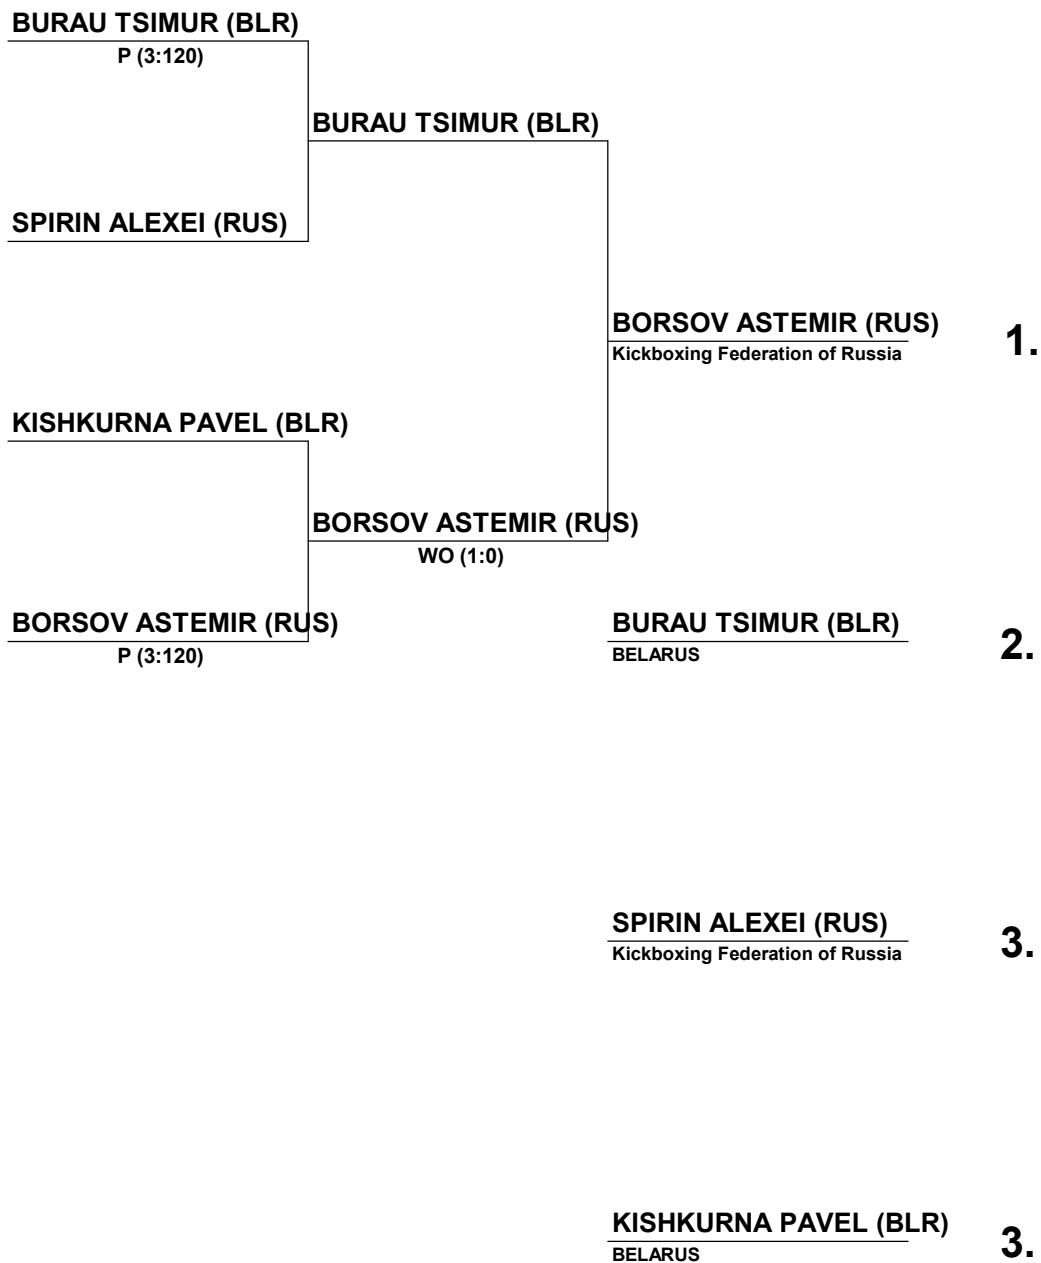 BURAU TSIMUR (BLR)
P (3:120)
BURAU TSIMUR (BLR)
SPIRIN ALEXEI (RUS)
BORSOV ASTEMIR (RUS)
1.
Kickboxing Federation of Russia
KISHKURNA PAVEL (BLR)
BORSOV ASTEMIR (RUS)
WO (1:0)
BORSOV ASTEMIR (RUS)
P (3:120)
BURAU TSIMUR (BLR)
2.
BELARUS
SPIRIN ALEXEI (RUS)
3.
Kickboxing Federation of Russia
KISHKURNA PAVEL (BLR)
3.
BELARUS